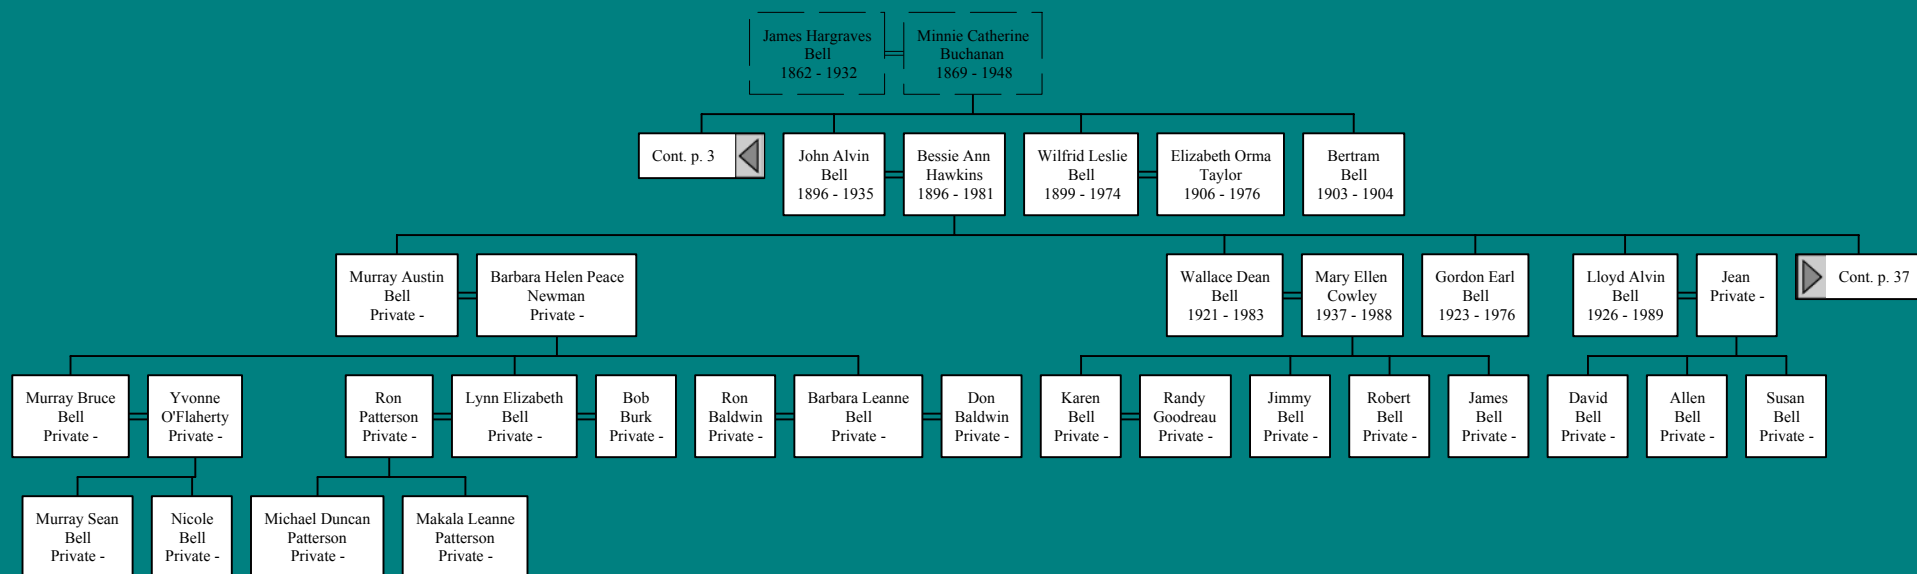 James Hargraves
Bell
1862 - 1932
Minnie Catherine
Buchanan
1869 - 1948
Cont. p. 3
John Alvin
Bell
1896 - 1935
Bessie Ann
Hawkins
1896 - 1981
Wilfrid Leslie
Bell
1899 - 1974
Elizabeth Orma
Taylor
1906 - 1976
Bertram
Bell
1903 - 1904
Murray Austin
Bell
Private -
Barbara Helen Peace
Newman
Private -
Wallace Dean
Bell
1921 - 1983
Mary Ellen
Cowley
1937 - 1988
Gordon Earl
Bell
1923 - 1976
Lloyd Alvin
Bell
1926 - 1989
Jean
Private -
Cont. p. 37
Murray Bruce
Bell
Private -
Yvonne
O'Flaherty
Private -
Ron
Patterson
Private -
Lynn Elizabeth
Bell
Private -
Bob
Burk
Private -
Ron
Baldwin
Private -
Barbara Leanne
Bell
Private -
Don
Baldwin
Private -
Karen
Bell
Private -
Randy
Goodreau
Private -
Jimmy
Bell
Private -
Robert
Bell
Private -
James
Bell
Private -
David
Bell
Private -
Allen
Bell
Private -
Susan
Bell
Private -
Murray Sean
Bell
Private -
Nicole
Bell
Private -
Michael Duncan
Patterson
Private -
Makala Leanne
Patterson
Private -